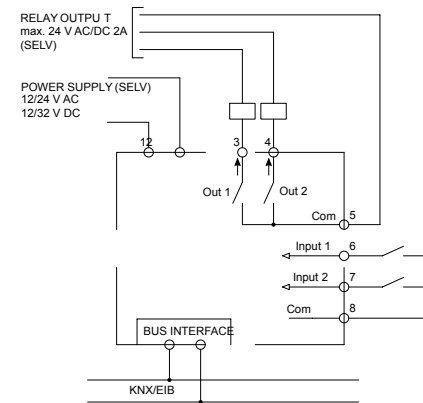 RELAY OUTPUT T
max. 24 V AC/DC 2A
(SELV)
POWER SUPPLY (SELV)
12/24 V AC
12/32 V DC
12
3
4
Out 1
Out 2
Com 5
Input 1 6
Input 2 7
Com 8
BUS INTERFACE
KNX/EIB